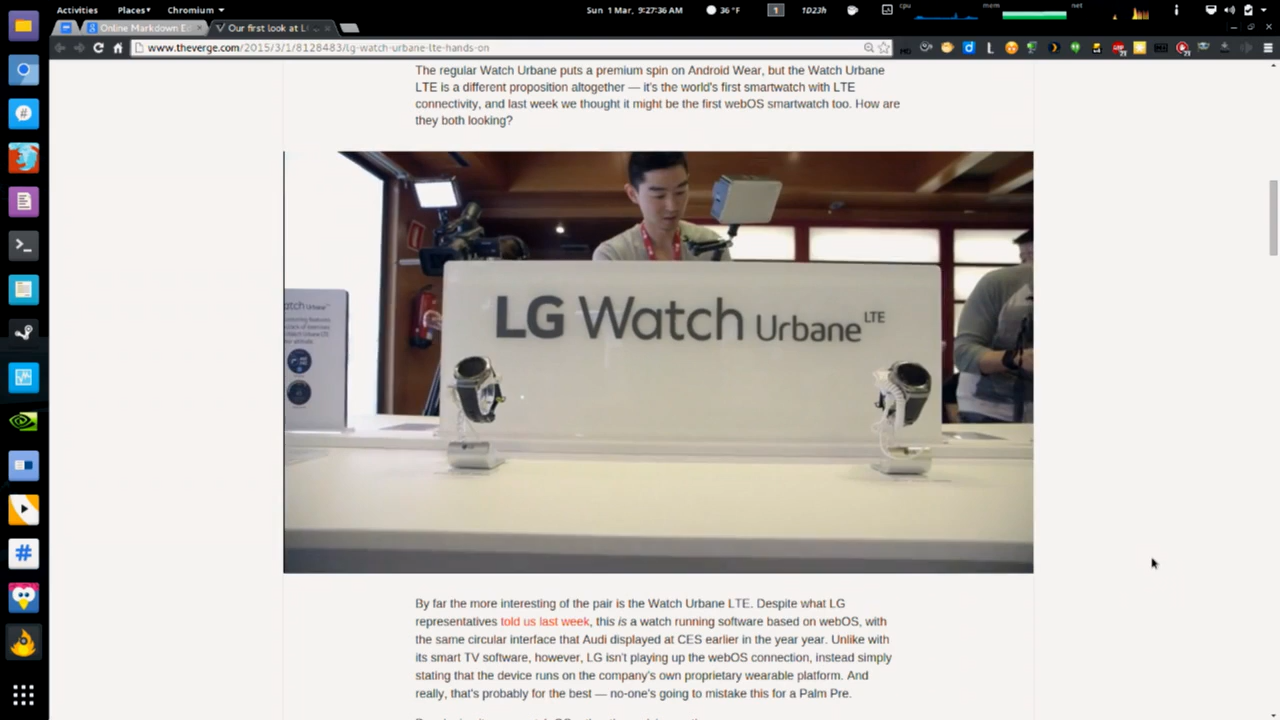 Activities Places Chromium Sun 1 Mar, 9:27:36 AM 36 °F 1 1D23h cpu mem net
Online Markdown Ed Our first look at L
www.theverge.com/2015/3/1/8128483/lg-watch-urbane-lte-hands-on
The regular Watch Urbane puts a premium spin on Android Wear, but the Watch Urbane
LTE is a different proposition altogether — it's the world's first smartwatch with LTE
connectivity, and last week we thought it might be the first webOS smartwatch too. How are
they both looking?
LG Watch Urbane LTE
By far the more interesting of the pair is the Watch Urbane LTE. Despite what LG
representatives told us last week, this is a watch running software based on webOS, with
the same circular interface that Audi displayed at CES earlier in the year year. Unlike with
its smart TV software, however, LG isn't playing up the webOS connection, instead simply
stating that the device runs on the company's own proprietary wearable platform. And
really, that's probably for the best — no-one's going to mistake this for a Palm Pre.